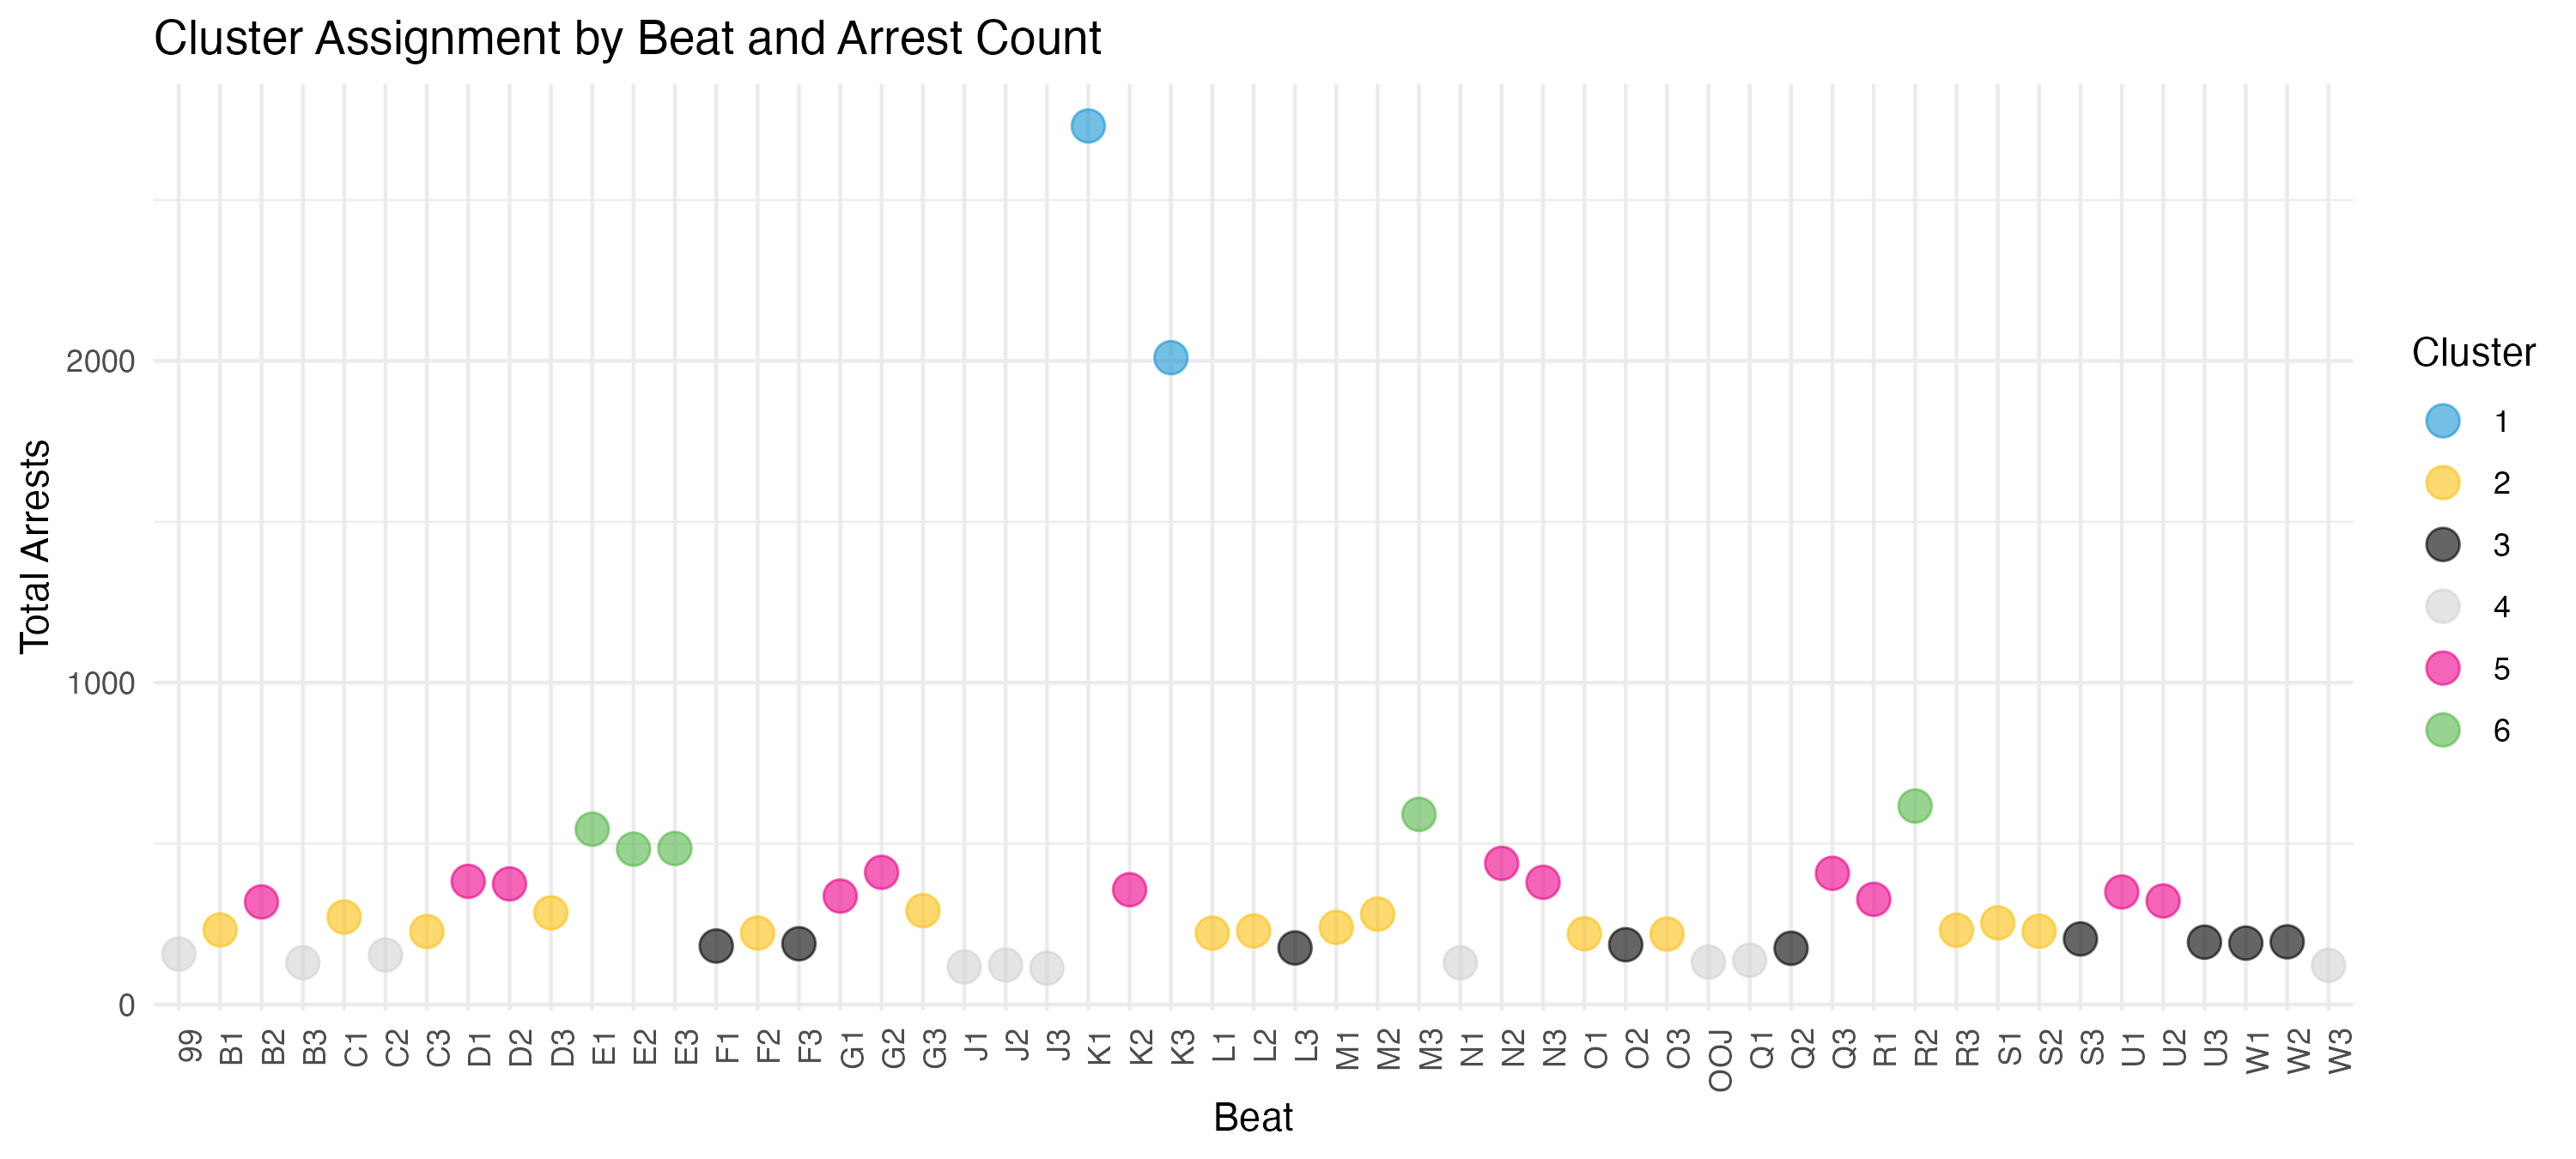 Cluster Assignment by Beat and Arrest Count
Total Arrests
2000
1000
0
99 B1 B2 B3 C1 C2 C3 D1 D2 D3 E1 E2 E3 F1 F2 F3 G1 G2 G3 J1 J2 J3 K1 K2 K3 L1 L2 L3 M1 M2 M3 N1 N2 N3 O1 O2 O3 OOJ Q1 Q2 Q3 R1 R2 R3 S1 S2 S3 U1 U2 U3 W1 W2 W3
Beat
Cluster
1
2
3
4
5
6